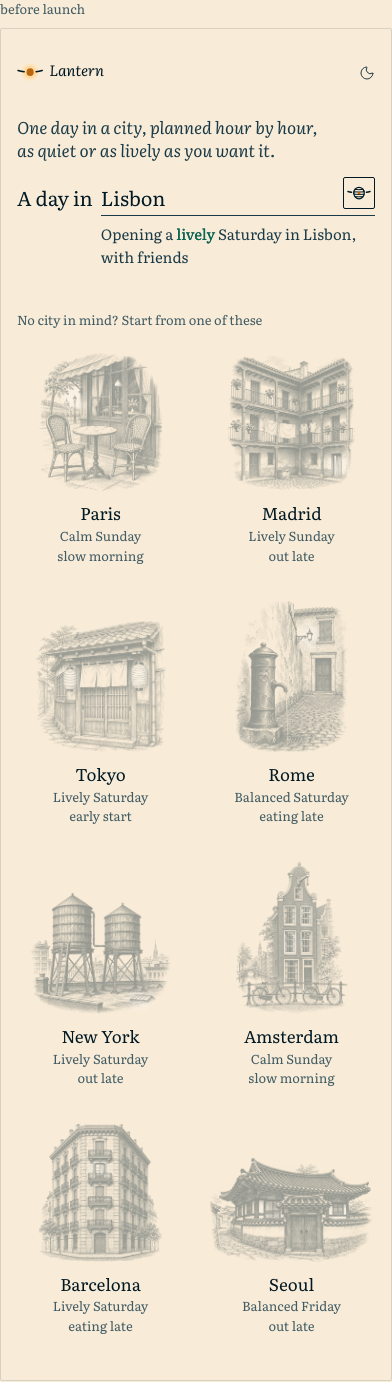 before launch
Lantern
One day in a city, planned hour by hour,
as quiet or as lively as you want it.
A day in Lisbon
Opening a lively Saturday in Lisbon,
with friends
No city in mind? Start from one of these
Paris
Calm Sunday
slow morning
Madrid
Lively Sunday
out late
Tokyo
Lively Saturday
early start
Rome
Balanced Saturday
eating late
New York
Lively Saturday
out late
Amsterdam
Calm Sunday
slow morning
Barcelona
Lively Saturday
eating late
Seoul
Balanced Friday
out late